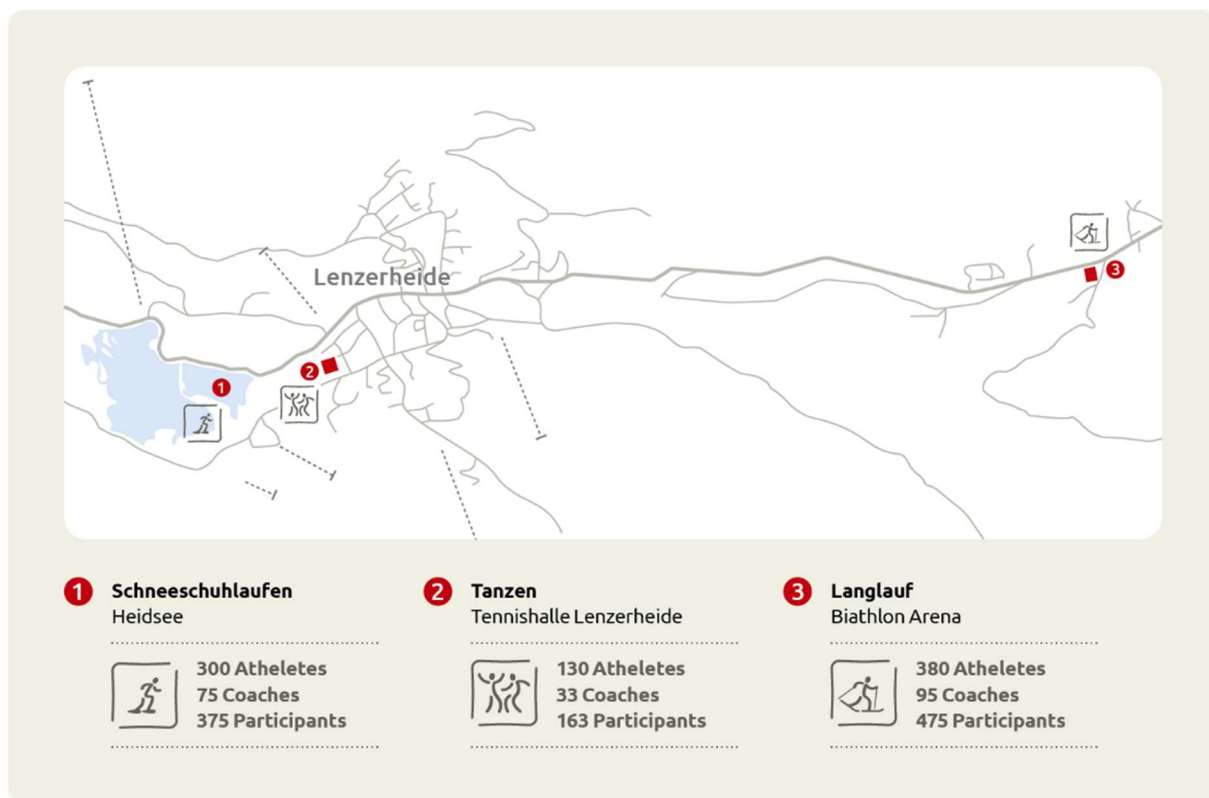 Lenzerheide
3
2
1
1 Schneeschuhlaufen
Heidsee
300 Atheletes
75 Coaches
375 Participants
2 Tanzen
Tennishalle Lenzerheide
130 Atheletes
33 Coaches
163 Participants
3 Langlauf
Biathlon Arena
380 Atheletes
95 Coaches
475 Participants